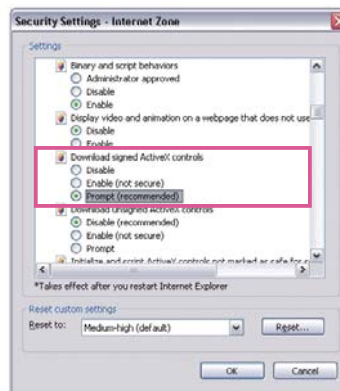 Security Settings - Internet Zone
Settings
Binary and script behaviors
Administrator approved
Disable
Enable
Display video and animation on a webpage that does not use
Disable
Enable
Download signed ActiveX controls
Disable
Enable (not secure)
Prompt (recommended)
Download unsigned ActiveX controls
Disable (recommended)
Enable (not secure)
Prompt
Initialize and script ActiveX controls not marked as safe for
*Takes effect after you restart Internet Explorer
Reset custom settings
Reset to:
Medium-high (default)
Reset...
OK
Cancel